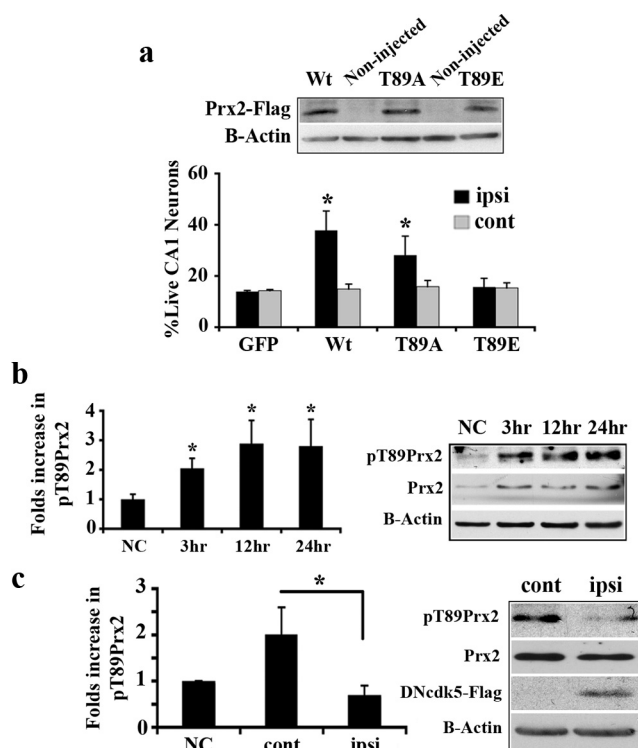 a
Wt Non-injected T89A Non-injected T89E
Prx2-Flag
B-Actin
%Live CA1 Neurons
60
40
20
0
* *
ipsi
cont
GFP Wt T89A T89E
b
Folds increase in
pT89Prx2
5
4
3
2
1
0
* * *
NC 3hr 12hr 24hr
NC 3hr 12hr 24hr
pT89Prx2
Prx2
B-Actin
c
Folds increase in
pT89Prx2
3
2
1
0
*
NC cont ipsi
cont ipsi
pT89Prx2
Prx2
DNcdk5-Flag
B-Actin